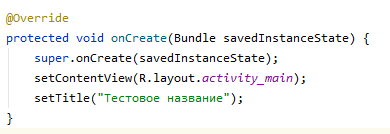 @Override
protected void onCreate(Bundle savedInstanceState) {
    super.onCreate(savedInstanceState);
    setContentView(R.layout.activity_main);
    setTitle("Тестовое название");
}